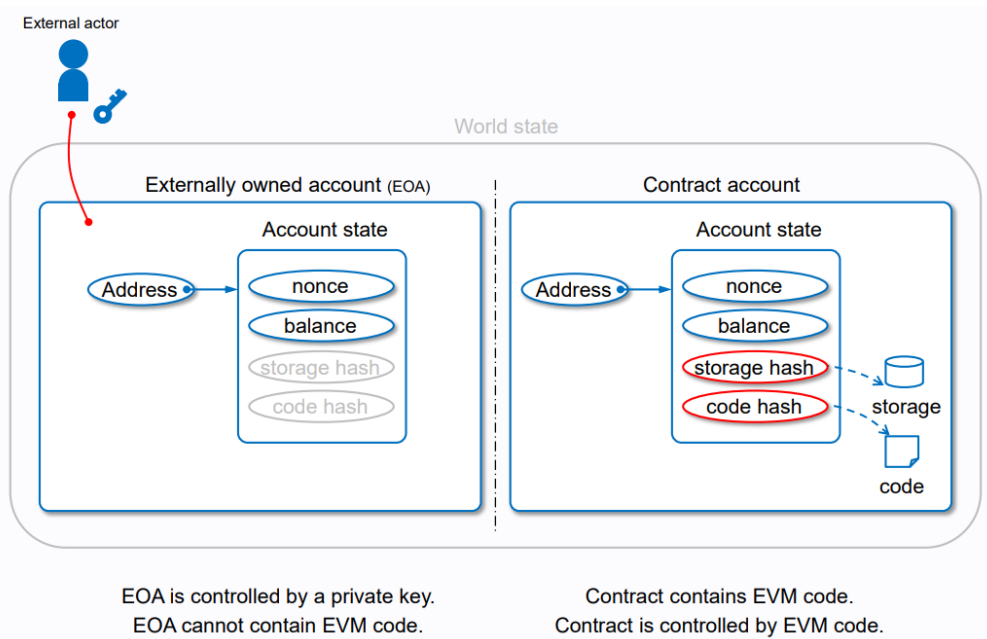 External actor
World state
Externally owned account (EOA)
Account state
Address
nonce
balance
storage hash
code hash
Contract account
Account state
Address
nonce
balance
storage hash
code hash
storage
code
EOA is controlled by a private key.
EOA cannot contain EVM code.
Contract contains EVM code.
Contract is controlled by EVM code.